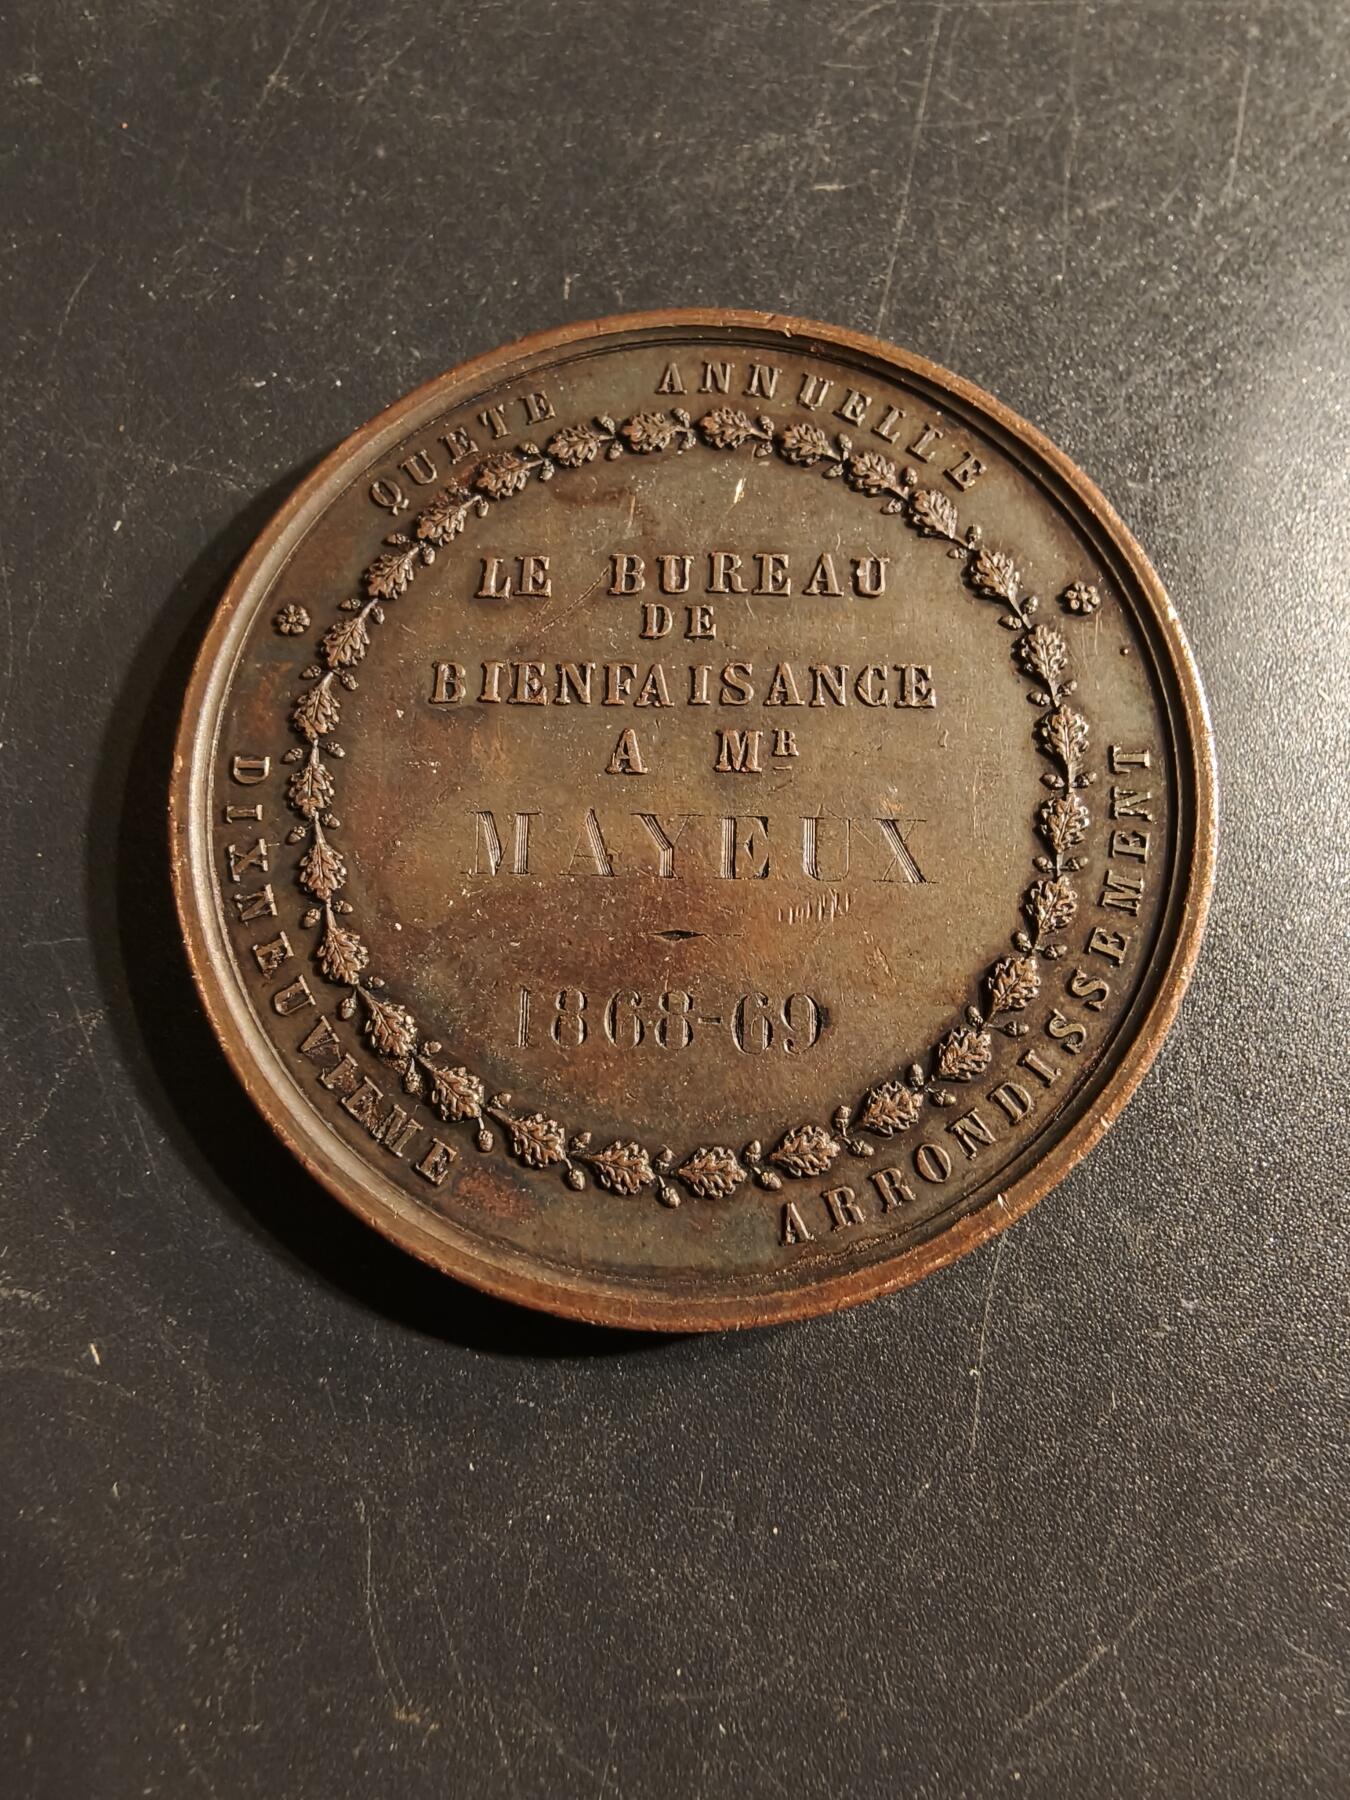 QUETE ANNUELLE
LE BUREAU
DE
BIENFAISANCE
A MR
MAYEUX
1868-69
DIXNEUVIEME ARRONDISSEMENT